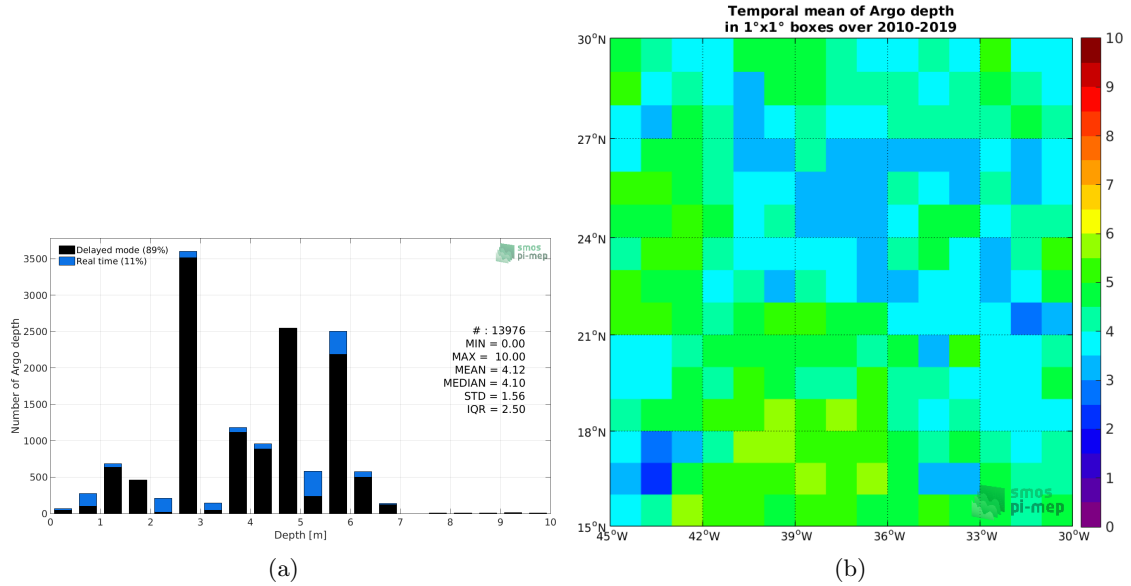 Delayed mode (89%)
Real time (11%)
smos
pi-mep
# : 13976
MIN = 0.00
MAX = 10.00
MEAN = 4.12
MEDIAN = 4.10
STD = 1.56
IQR = 2.50
Number of Argo depth
3500
3000
2500
2000
1500
1000
500
0
0 1 2 3 4 5 6 7 8 9 10
Depth [m]
(a)
Temporal mean of Argo depth
in 1°x1° boxes over 2010-2019
30°N
27°N
24°N
21°N
18°N
15°N
45°W 42°W 39°W 36°W 33°W 30°W
10
9
8
7
6
5
4
3
2
1
0
smos
pi-mep
(b)